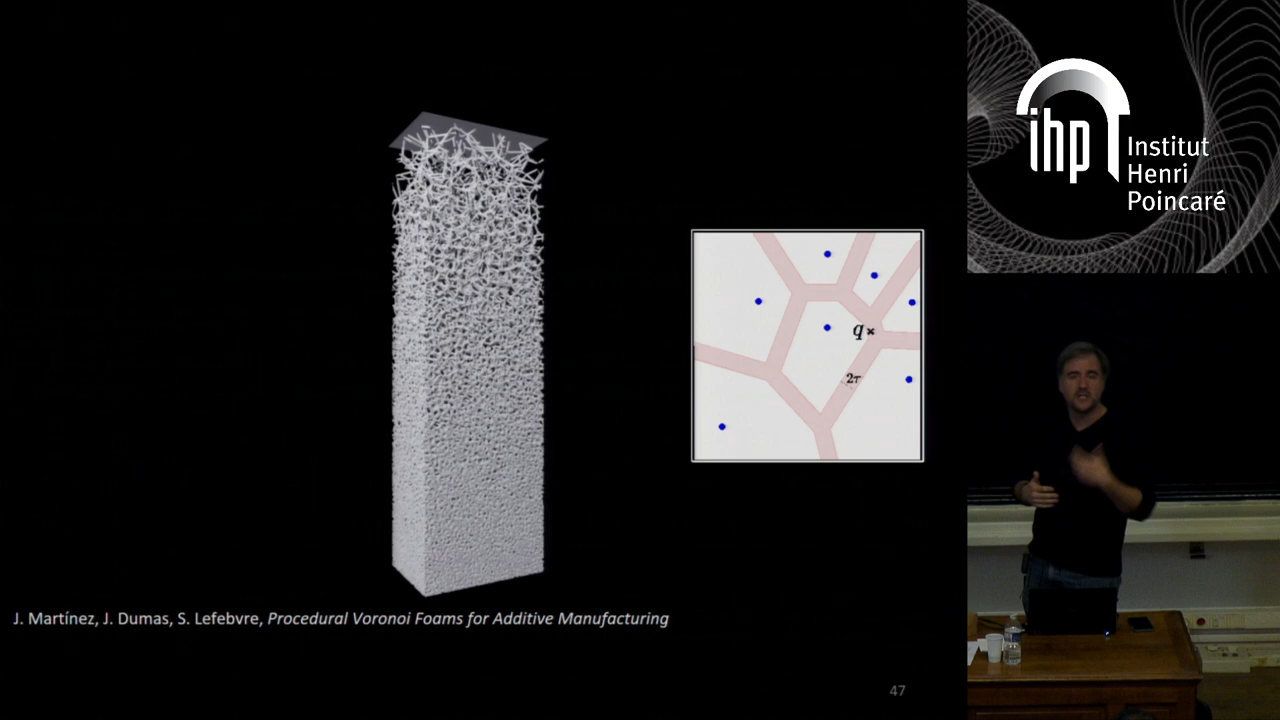 ihp
Institut
Henri
Poincaré
q
2τ
J. Martínez, J. Dumas, S. Lefebvre, Procedural Voronoi Foams for Additive Manufacturing
47